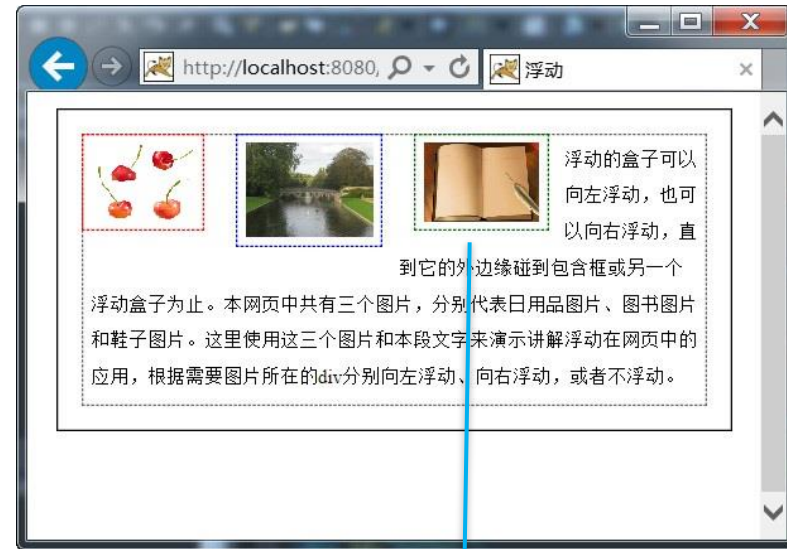 http://localhost:8080,
浮动
浮动的盒子可以
向左浮动，也可
以向右浮动，直
到它的外边缘碰到包含框或另一个
浮动盒子为止。本网页中共有三个图片，分别代表日用品图片、图书图片
和鞋子图片。这里使用这三个图片和本段文字来演示讲解浮动在网页中的
应用，根据需要图片所在的div分别向左浮动、向右浮动，或者不浮动。